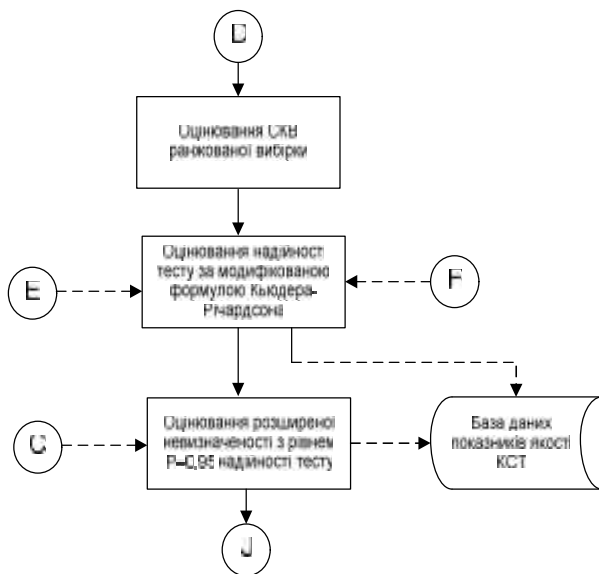 D
Оцінювання СКВ
ранжованої вибірки
Оцінювання надійності
тесту за модифікованою
формулою Кьюдера-
Річардсона
E
F
Оцінювання розширеної
невизначеності з рівнем
P=0,95 надійності тесту
База даних
показників якості
КСТ
J